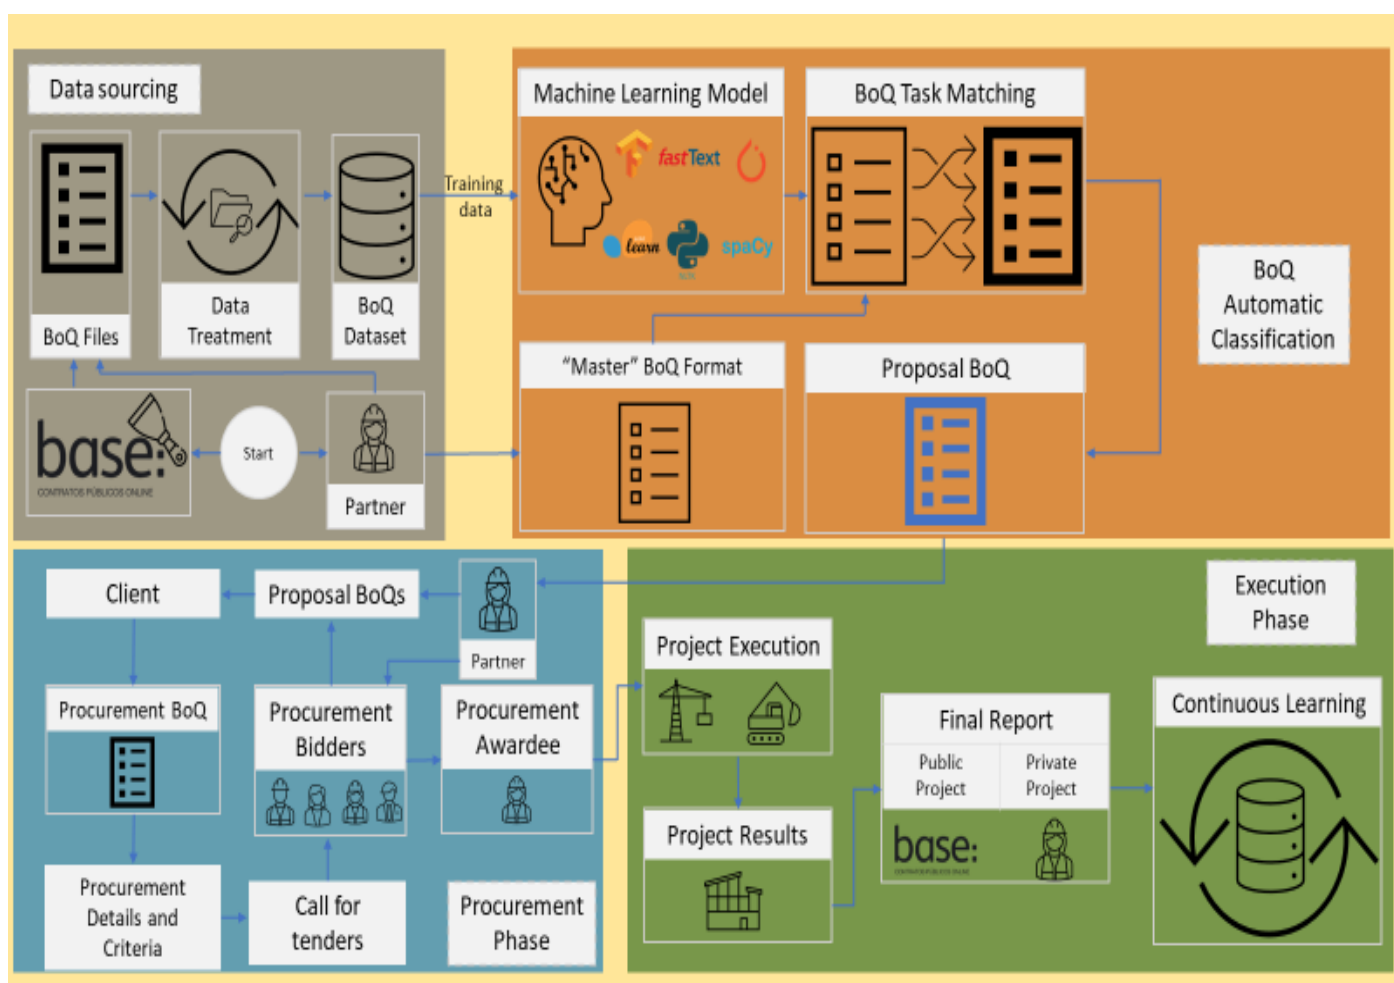 Data sourcing
BoQ Files
Data
Treatment
BoQ
Dataset
Training
data
base:
CONTRATOS PÚBLICOS ONLINE
Start
Partner
Machine Learning Model
fastText
learn
spaCy
BoQ Task Matching
"Master" BoQ Format
Proposal BoQ
BoQ
Automatic
Classification
Client
Proposal BoQs
Partner
Procurement BoQ
Procurement
Bidders
Procurement
Awardee
Procurement
Details and
Criteria
Call for
tenders
Procurement
Phase
Execution
Phase
Project Execution
Project Results
Final Report
Public
Project
Private
Project
base:
CONTRATOS PÚBLICOS ONLINE
Continuous Learning